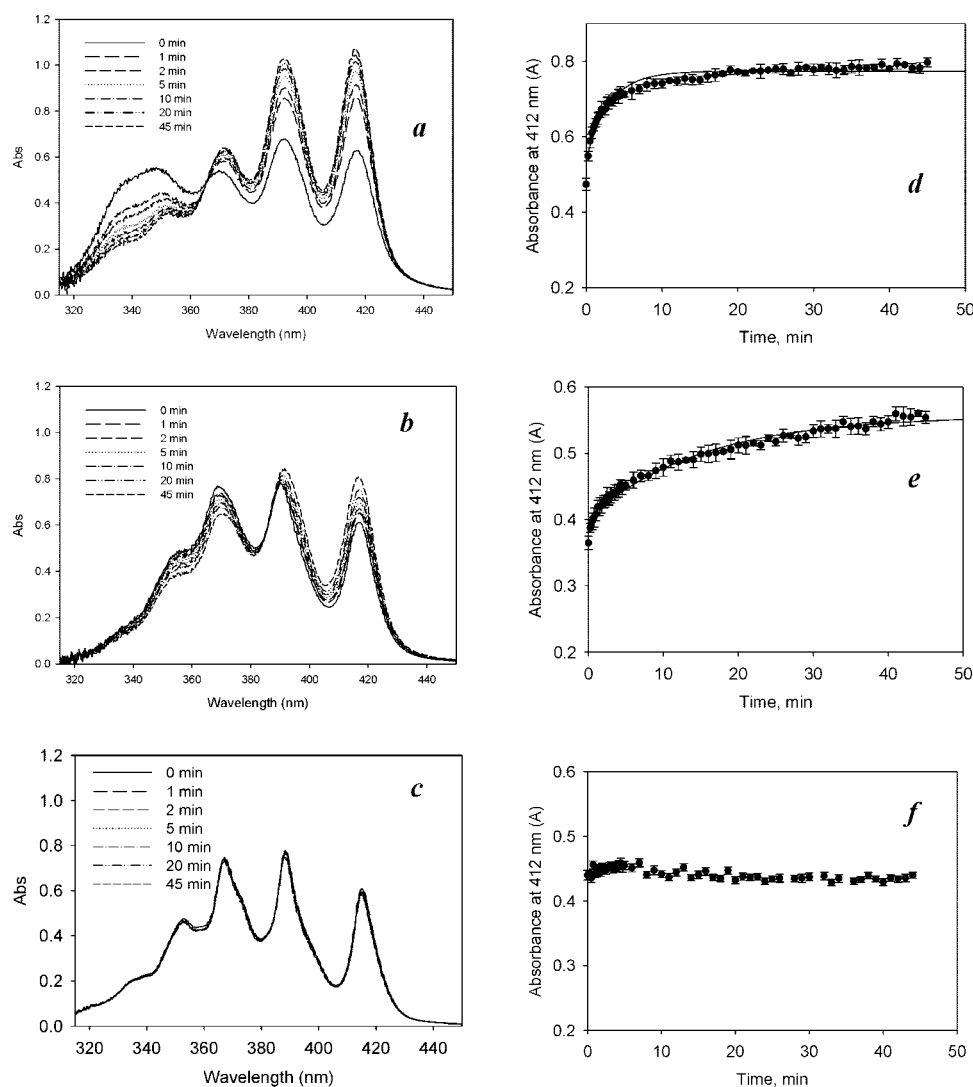 1.2
1.0
0.8
0.6
0.4
0.2
0.0
Abs
0 min
1 min
2 min
5 min
10 min
20 min
45 min
a
320 340 360 380 400 420 440
Wavelength (nm)
1.0
0.8
0.6
0.4
0.2
Absorbance at 412 nm (A)
d
0 10 20 30 40 50
Time, min
1.2
1.0
0.8
0.6
0.4
0.2
0.0
Abs
0 min
1 min
2 min
5 min
10 min
20 min
45 min
b
320 340 360 380 400 420 440
Wavelength (nm)
0.6
0.5
0.4
0.3
0.2
Absorbance at 412 nm (A)
e
0 10 20 30 40 50
Time, min
1.2
1.0
0.8
0.6
0.4
0.2
0.0
Abs
0 min
1 min
2 min
5 min
10 min
20 min
45 min
c
320 340 360 380 400 420 440
Wavelength (nm)
0.6
0.5
0.4
0.3
0.2
Absorbance at 412 nm (A)
f
0 10 20 30 40 50
Time, min